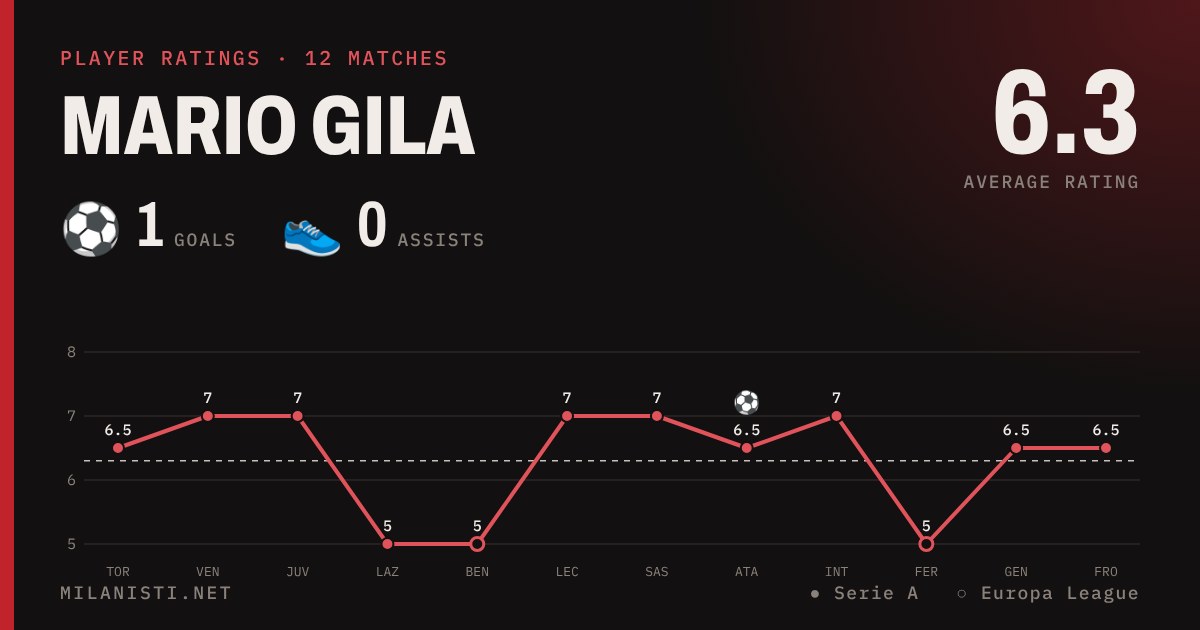 PLAYER RATINGS · 12 MATCHES
MARIO GILA
6.3
AVERAGE RATING
1 GOALS 0 ASSISTS
8
7
6
5
6.5 7 7 5 5 7 7 6.5 7 5 6.5 6.5
TOR VEN JUV LAZ BEN LEC SAS ATA INT FER GEN FRO
MILANISTI.NET
Serie A Europa League